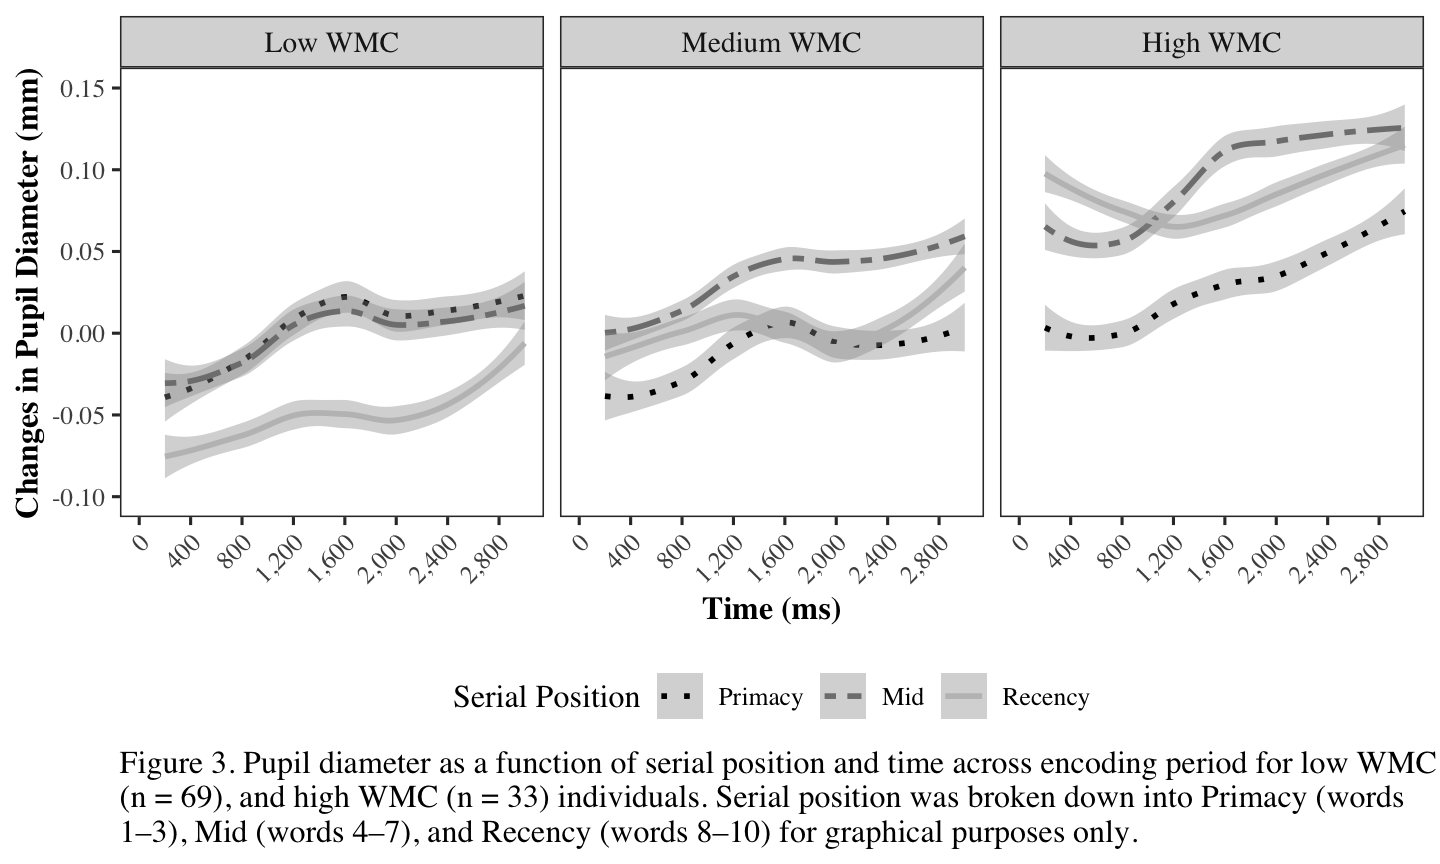 Low WMC
Medium WMC
High WMC
Changes in Pupil Diameter (mm)
0.15
0.10
0.05
0.00
-0.05
-0.10
0 400 800 1,200 1,600 2,000 2,400 2,800
0 400 800 1,200 1,600 2,000 2,400 2,800
0 400 800 1,200 1,600 2,000 2,400 2,800
Time (ms)
Serial Position Primacy Mid Recency
Figure 3. Pupil diameter as a function of serial position and time across encoding period for low WMC
(n = 69), and high WMC (n = 33) individuals. Serial position was broken down into Primacy (words
1–3), Mid (words 4–7), and Recency (words 8–10) for graphical purposes only.